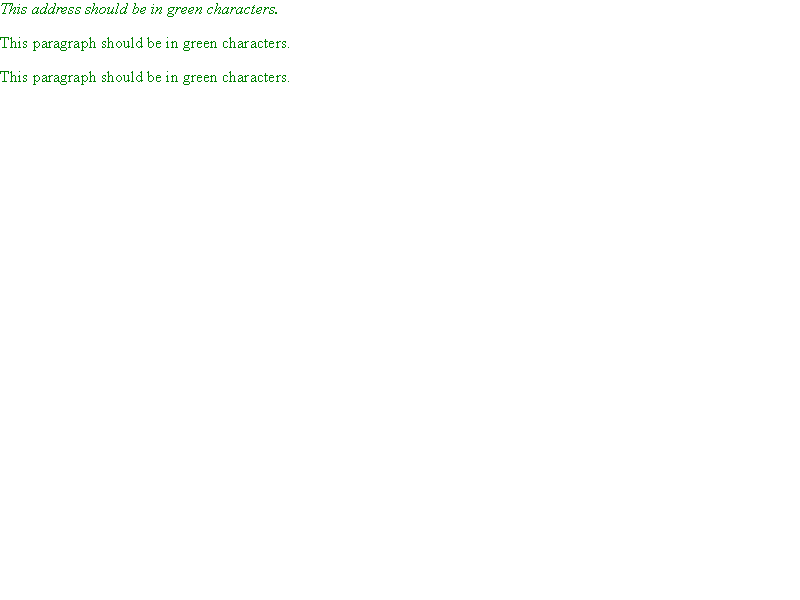 This address should be in green characters.
This paragraph should be in green characters.
This paragraph should be in green characters.